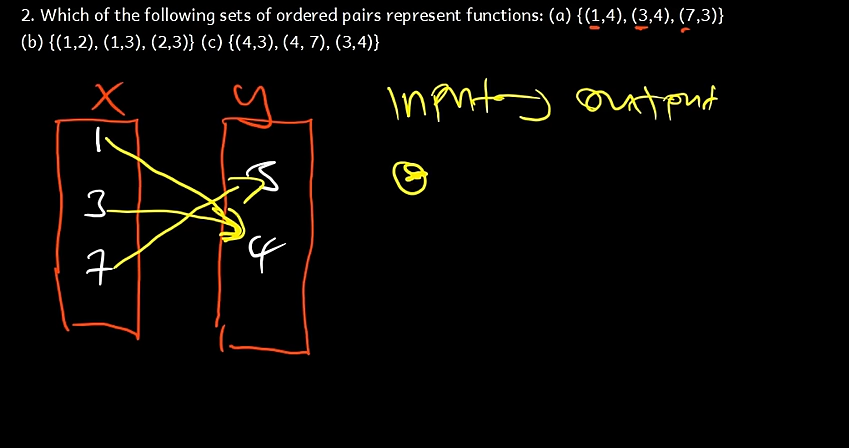 2. Which of the following sets of ordered pairs represent functions: (a) {(1,4), (3,4), (7,3)}
(b) {(1,2), (1,3), (2,3)} (c) {(4,3), (4, 7), (3,4)}
x y
input output
1
3
3
7
4